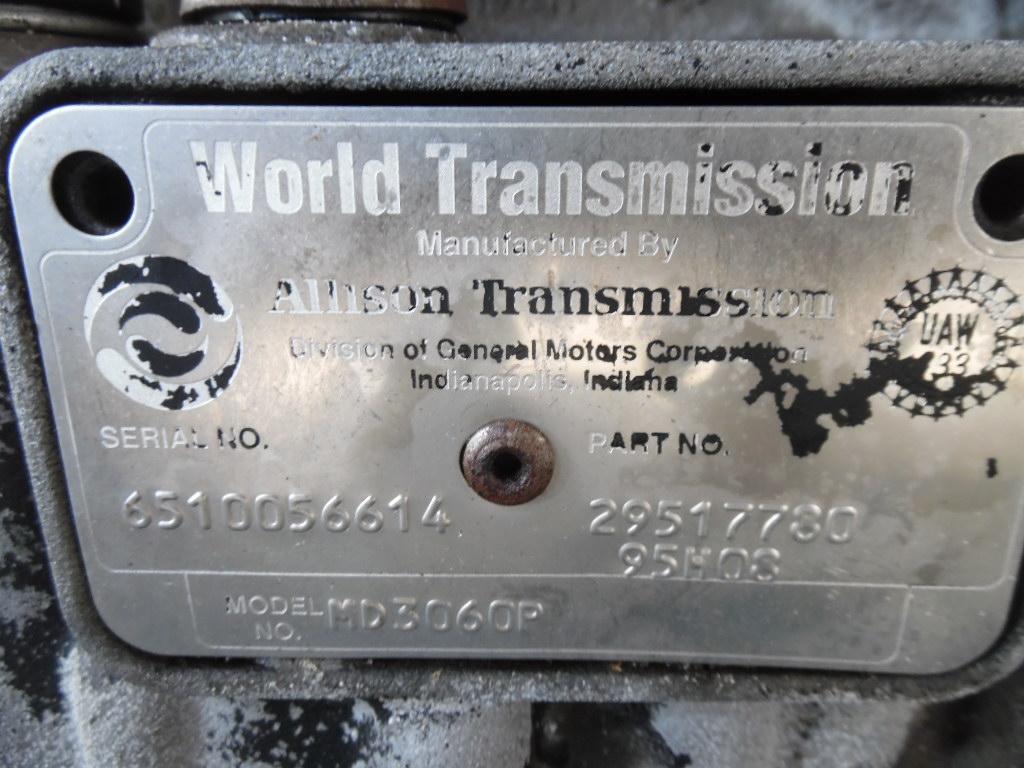 World Transmission
Manufactured By
Allison Transmission
Division of General Motors Corporation
Indianapolis, Indiana
UAW
933
SERIAL NO.
PART NO.
6510056614
29517780
95H08
MODEL NO.
MD3060P